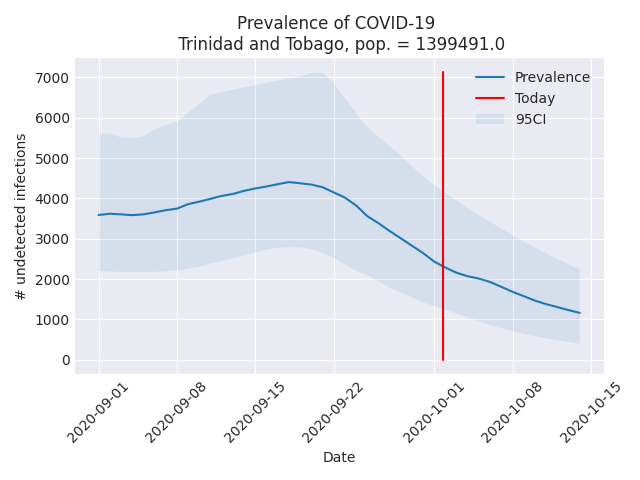 Prevalence of COVID-19
Trinidad and Tobago, pop. = 1399491.0
Prevalence
Today
95CI
# undetected infections
7000
6000
5000
4000
3000
2000
1000
0
2020-09-01
2020-09-08
2020-09-15
2020-09-22
2020-10-01
2020-10-08
2020-10-15
Date